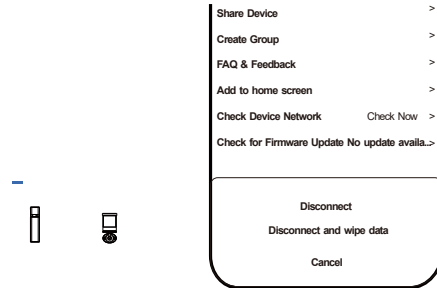 Share Device >
Create Group >
FAQ & Feedback >
Add to home screen >
Check Device Network Check Now >
Check for Firmware Update No update availa..>
Disconnect
Disconnect and wipe data
Cancel